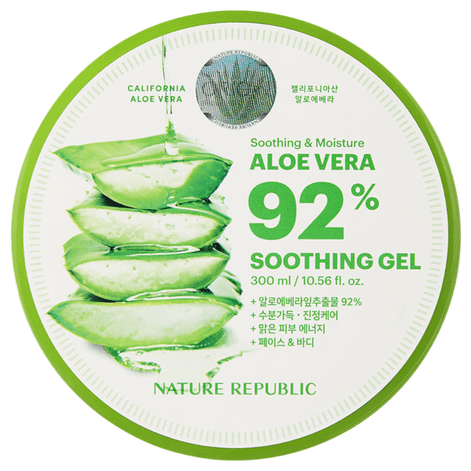 CALIFORNIA
ALOE VERA
NATURE REPUBLIC
캘리포니아산
알로에베라
Soothing & Moisture
ALOE VERA
92%
SOOTHING GEL
300 ml / 10.56 fl. oz.
+ 알로에베라잎추출물 92%
+ 수분가득 · 진정케어
+ 맑은 피부 에너지
+ 페이스 & 바디
NATURE REPUBLIC